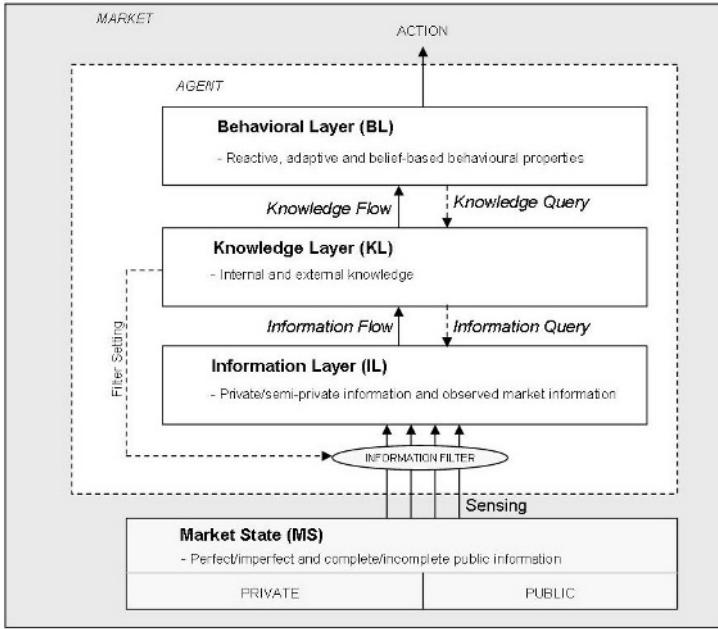 MARKET
ACTION
AGENT
Behavioral Layer (BL)
- Reactive, adaptive and belief-based behavioural properties
Knowledge Flow
Knowledge Query
Knowledge Layer (KL)
- Internal and external knowledge
Filter Setting
Information Flow
Information Query
Information Layer (IL)
- Private/semi-private information and observed market information
INFORMATION FILTER
Sensing
Market State (MS)
- Perfect/imperfect and complete/incomplete public information
PRIVATE
PUBLIC